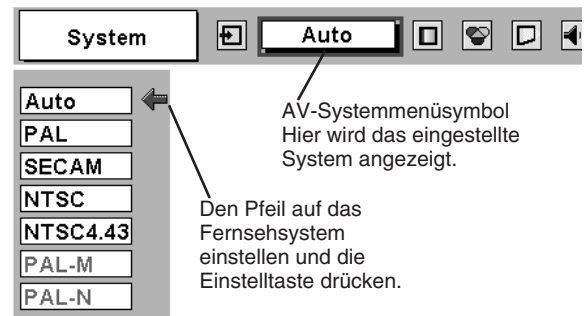 System
Auto
Auto
PAL
SECAM
NTSC
NTSC4.43
PAL-M
PAL-N
AV-Systemmenüsymbol
Hier wird das eingestellte
System angezeigt.
Den Pfeil auf das
Fernsehsystem
einstellen und die
Einstelltaste drücken.